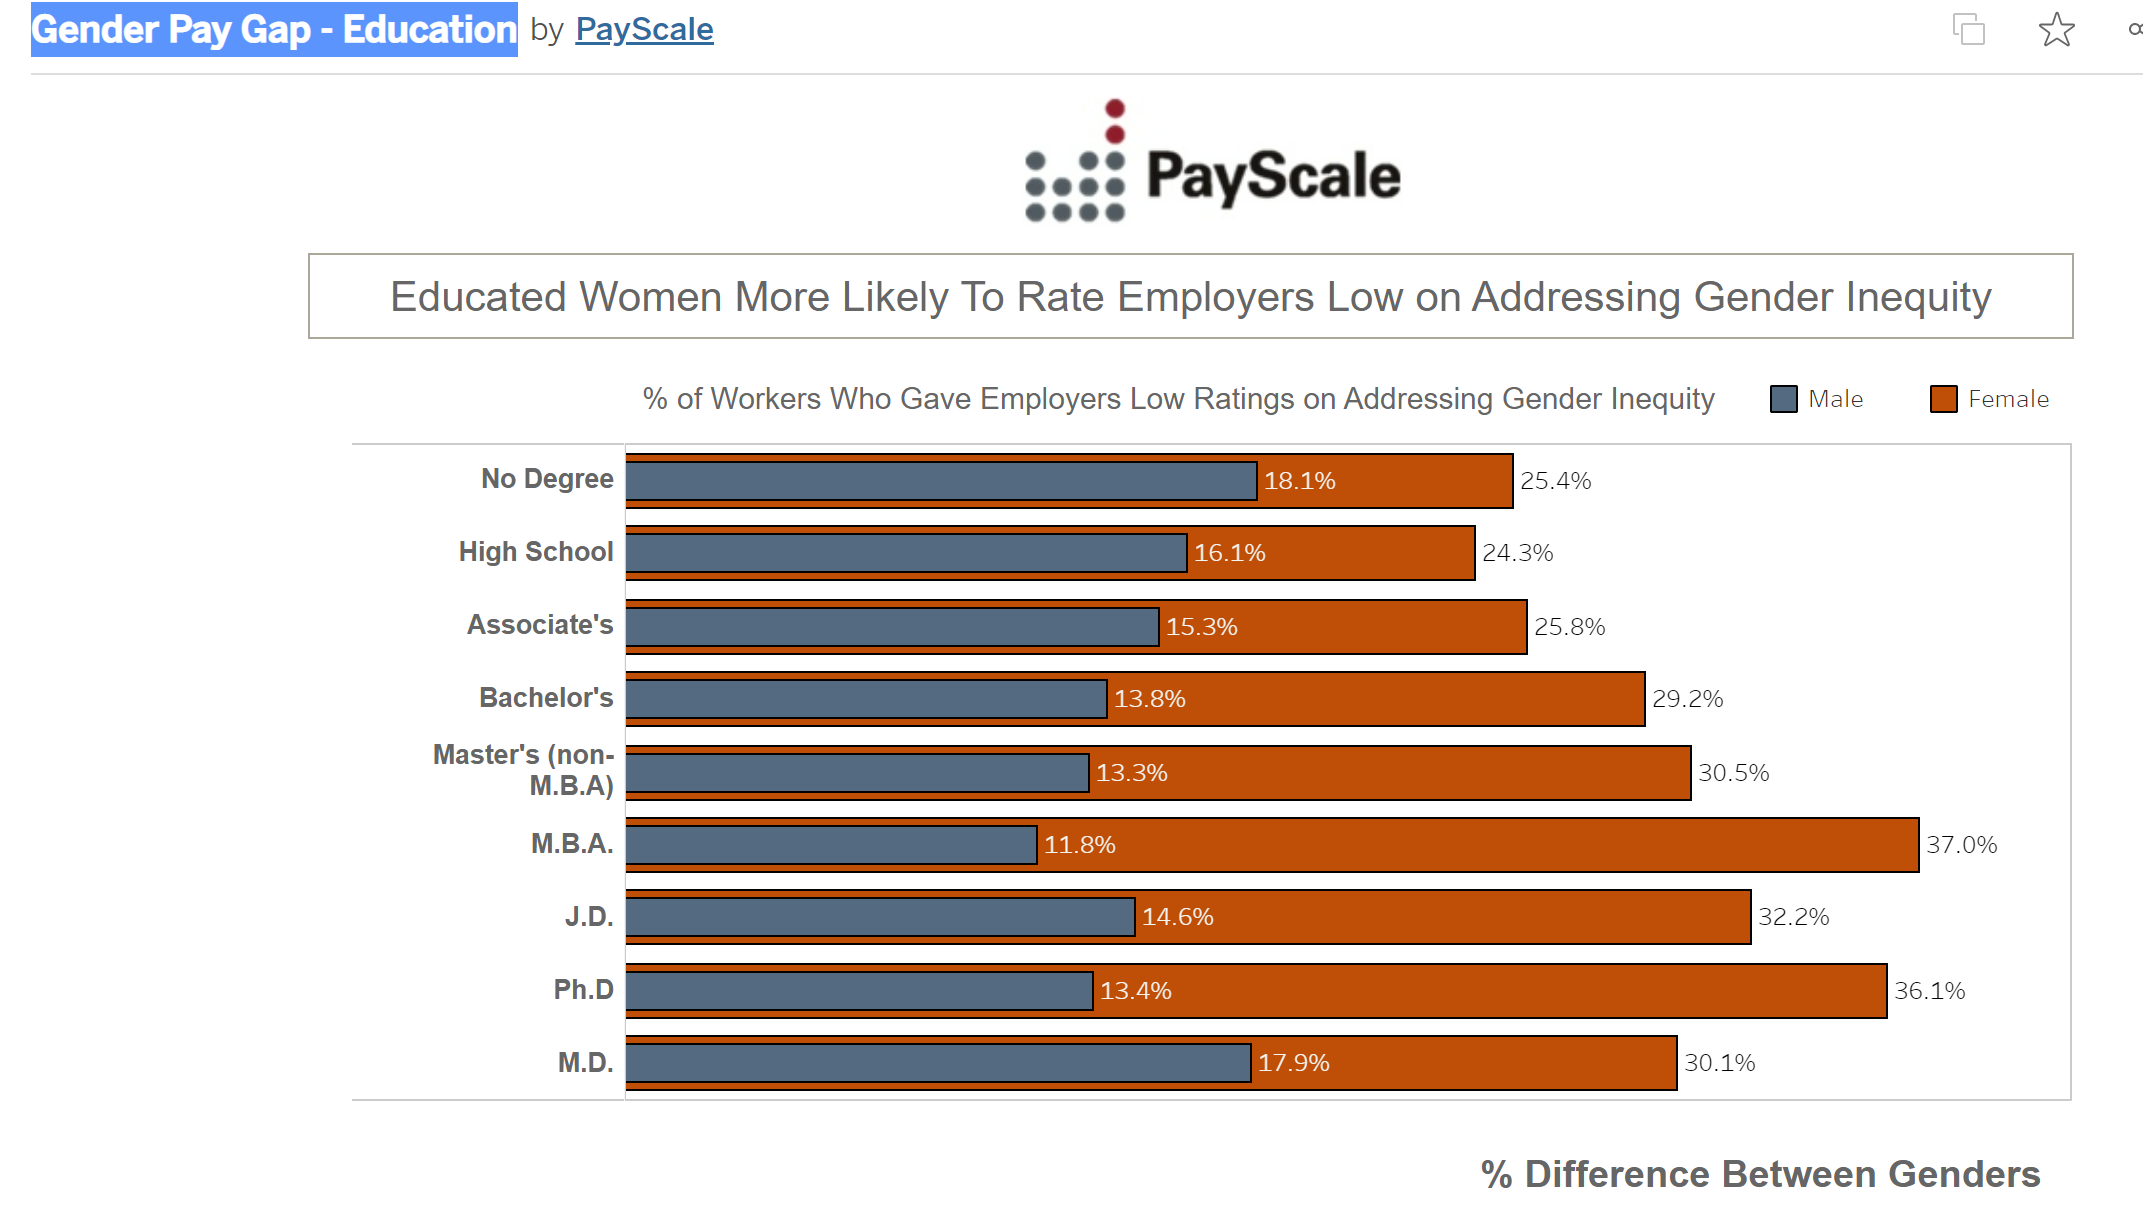 Gender Pay Gap - Education by PayScale
PayScale
Educated Women More Likely To Rate Employers Low on Addressing Gender Inequity
% of Workers Who Gave Employers Low Ratings on Addressing Gender Inequity Male Female
No Degree 18.1% 25.4%
High School 16.1% 24.3%
Associate's 15.3% 25.8%
Bachelor's 13.8% 29.2%
Master's (non-
M.B.A) 13.3% 30.5%
M.B.A. 11.8% 37.0%
J.D. 14.6% 32.2%
Ph.D 13.4% 36.1%
M.D. 17.9% 30.1%
% Difference Between Genders